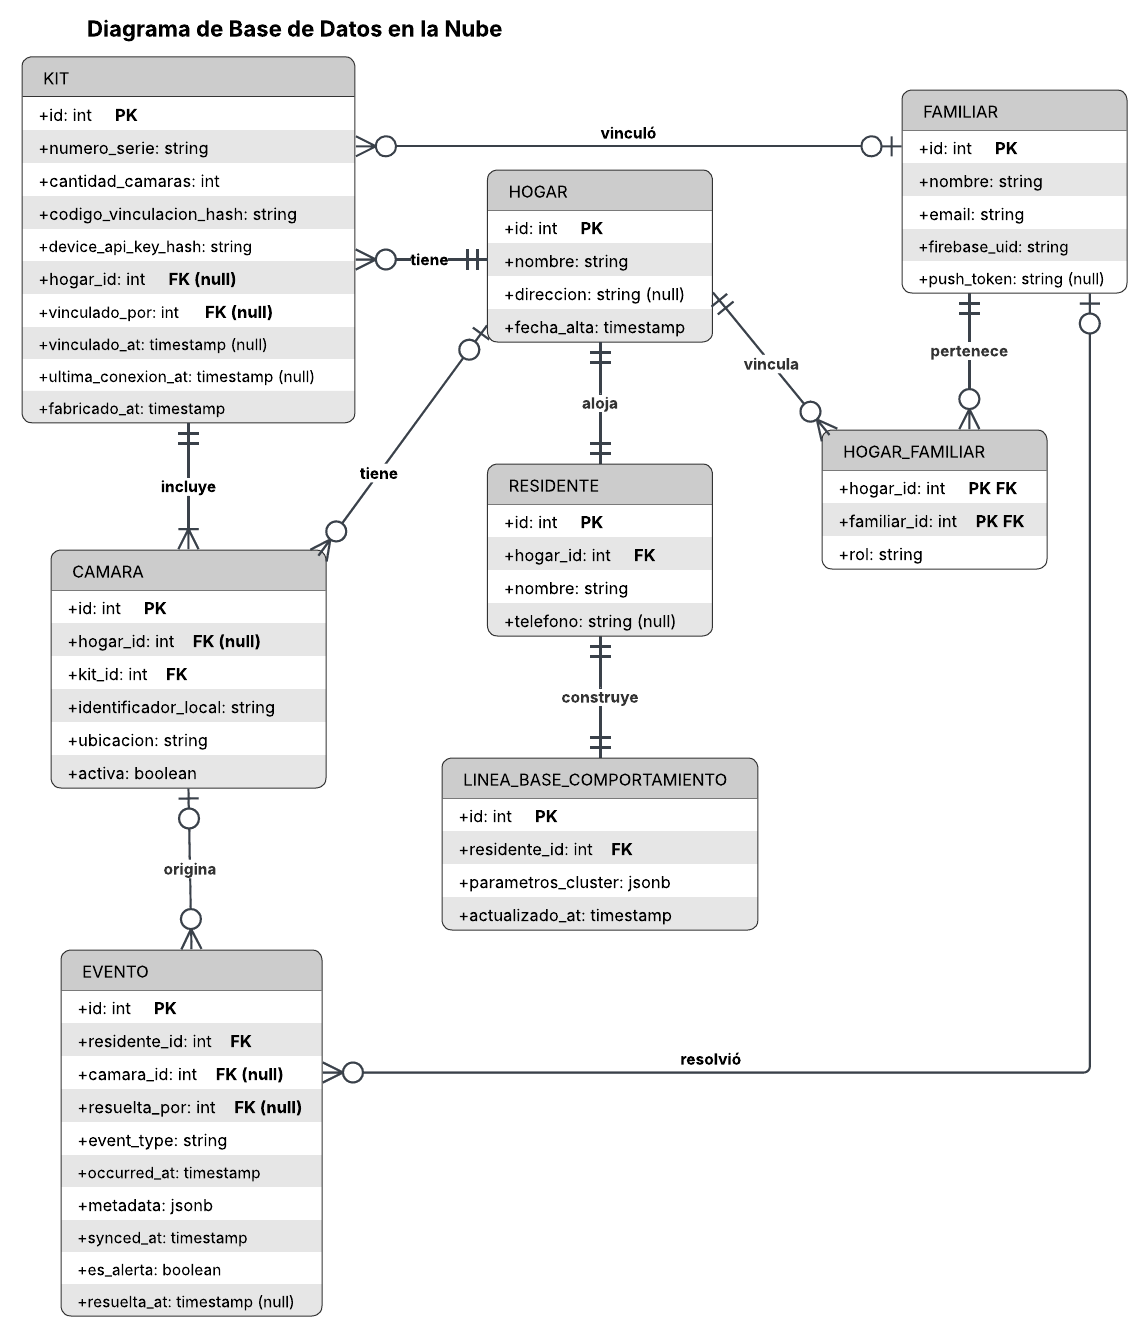 Diagrama de Base de Datos en la Nube
KIT
+id: int PK
+numero_serie: string
+cantidad_camaras: int
+codigo_vinculacion_hash: string
+device_api_key_hash: string
+hogar_id: int FK (null)
+vinculado_por: int FK (null)
+vinculado_at: timestamp (null)
+ultima_conexion_at: timestamp (null)
+fabricado_at: timestamp
vinculó
FAMILIAR
+id: int PK
+nombre: string
+email: string
+firebase_uid: string
+push_token: string (null)
tiene
HOGAR
+id: int PK
+nombre: string
+direccion: string (null)
+fecha_alta: timestamp
vincula
pertenece
aloja
tiene
incluye
HOGAR_FAMILIAR
+hogar_id: int PK FK
+familiar_id: int PK FK
+rol: string
RESIDENTE
+id: int PK
+hogar_id: int FK
+nombre: string
+telefono: string (null)
CAMARA
+id: int PK
+hogar_id: int FK (null)
+kit_id: int FK
+identificador_local: string
+ubicacion: string
+activa: boolean
construye
LINEA_BASE_COMPORTAMIENTO
+id: int PK
+residente_id: int FK
+parametros_cluster: jsonb
+actualizado_at: timestamp
origina
EVENTO
+id: int PK
+residente_id: int FK
+camara_id: int FK (null)
+resuelta_por: int FK (null)
+event_type: string
+occurred_at: timestamp
+metadata: jsonb
+synced_at: timestamp
+es_alerta: boolean
+resuelta_at: timestamp (null)
resolvió